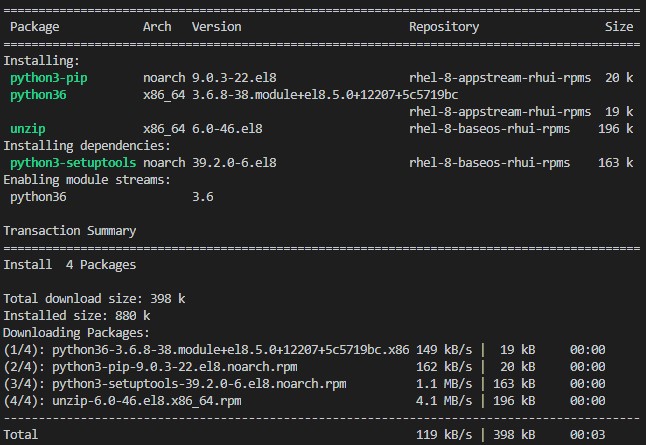 ================================================================================
 Package            Arch   Version                       Repository                  Size
================================================================================
Installing:
 python3-pip        noarch 9.0.3-22.el8                  rhel-8-appstream-rhui-rpms  20 k
 python36           x86_64 3.6.8-38.module+el8.5.0+12207+5c5719bc
                                                         rhel-8-appstream-rhui-rpms  19 k
 unzip              x86_64 6.0-46.el8                    rhel-8-baseos-rhui-rpms    196 k
Installing dependencies:
 python3-setuptools noarch 39.2.0-6.el8                  rhel-8-baseos-rhui-rpms    163 k
Enabling module streams:
 python36                  3.6

Transaction Summary
================================================================================
Install  4 Packages

Total download size: 398 k
Installed size: 880 k
Downloading Packages:
(1/4): python36-3.6.8-38.module+el8.5.0+12207+5c5719bc.x86 149 kB/s |  19 kB     00:00
(2/4): python3-pip-9.0.3-22.el8.noarch.rpm                 162 kB/s |  20 kB     00:00
(3/4): python3-setuptools-39.2.0-6.el8.noarch.rpm          1.1 MB/s | 163 kB     00:00
(4/4): unzip-6.0-46.el8.x86_64.rpm                         4.1 MB/s | 196 kB     00:00
--------------------------------------------------------------------------------
Total                                                      119 kB/s | 398 kB     00:03